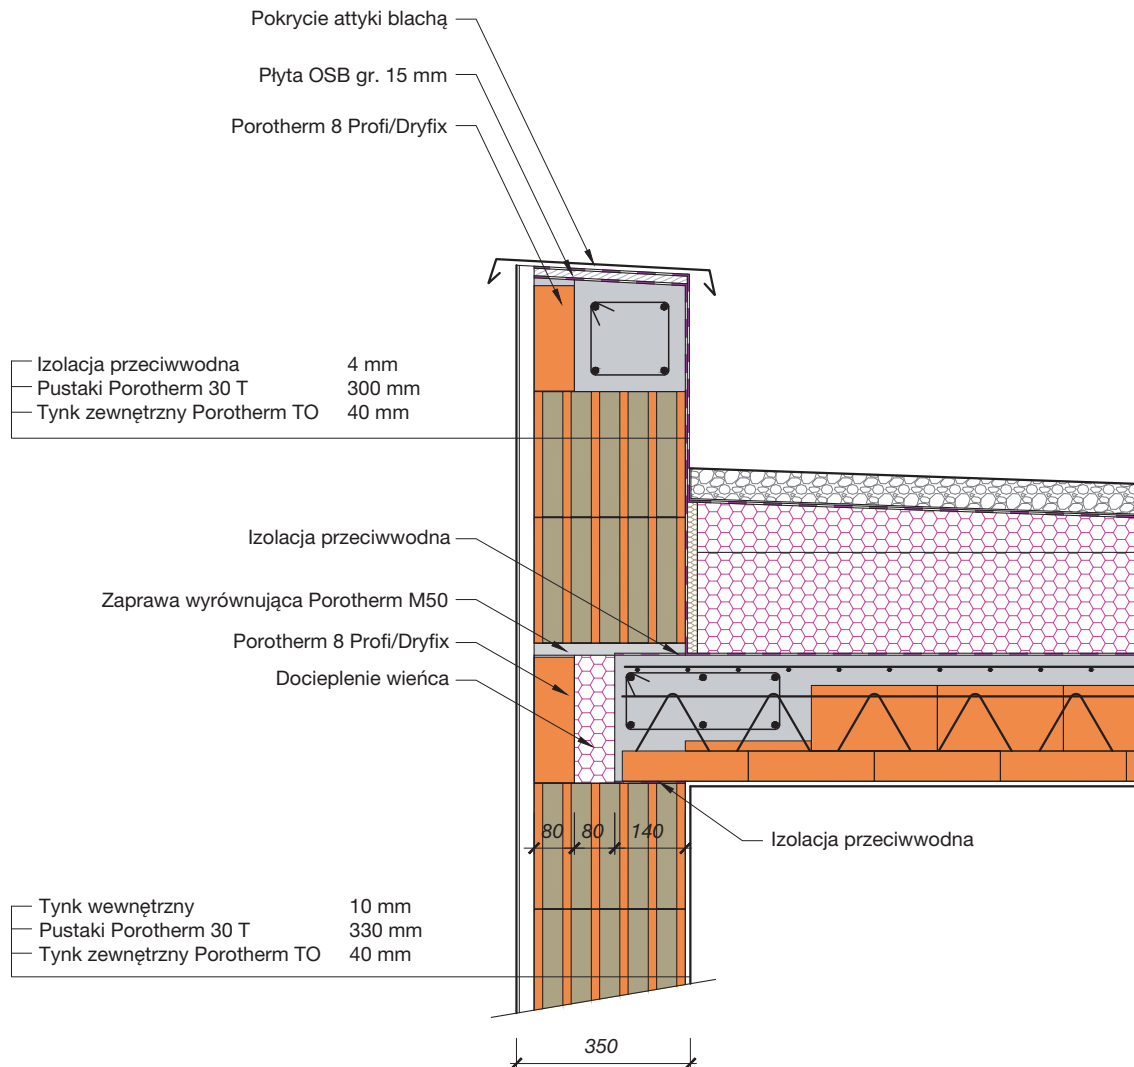 Pokrycie attyki blachą
Płyta OSB gr. 15 mm
Porotherm 8 Profi/Dryfix
Izolacja przeciwwodna 4 mm
Pustaki Porotherm 30 T 300 mm
Tynk zewnętrzny Porotherm TO 40 mm
Izolacja przeciwwodna
Zaprawa wyrównująca Porotherm M50
Porotherm 8 Profi/Dryfix
Docieplenie wieńca
80 80 140
Izolacja przeciwwodna
Tynk wewnętrzny 10 mm
Pustaki Porotherm 30 T 330 mm
Tynk zewnętrzny Porotherm TO 40 mm
350